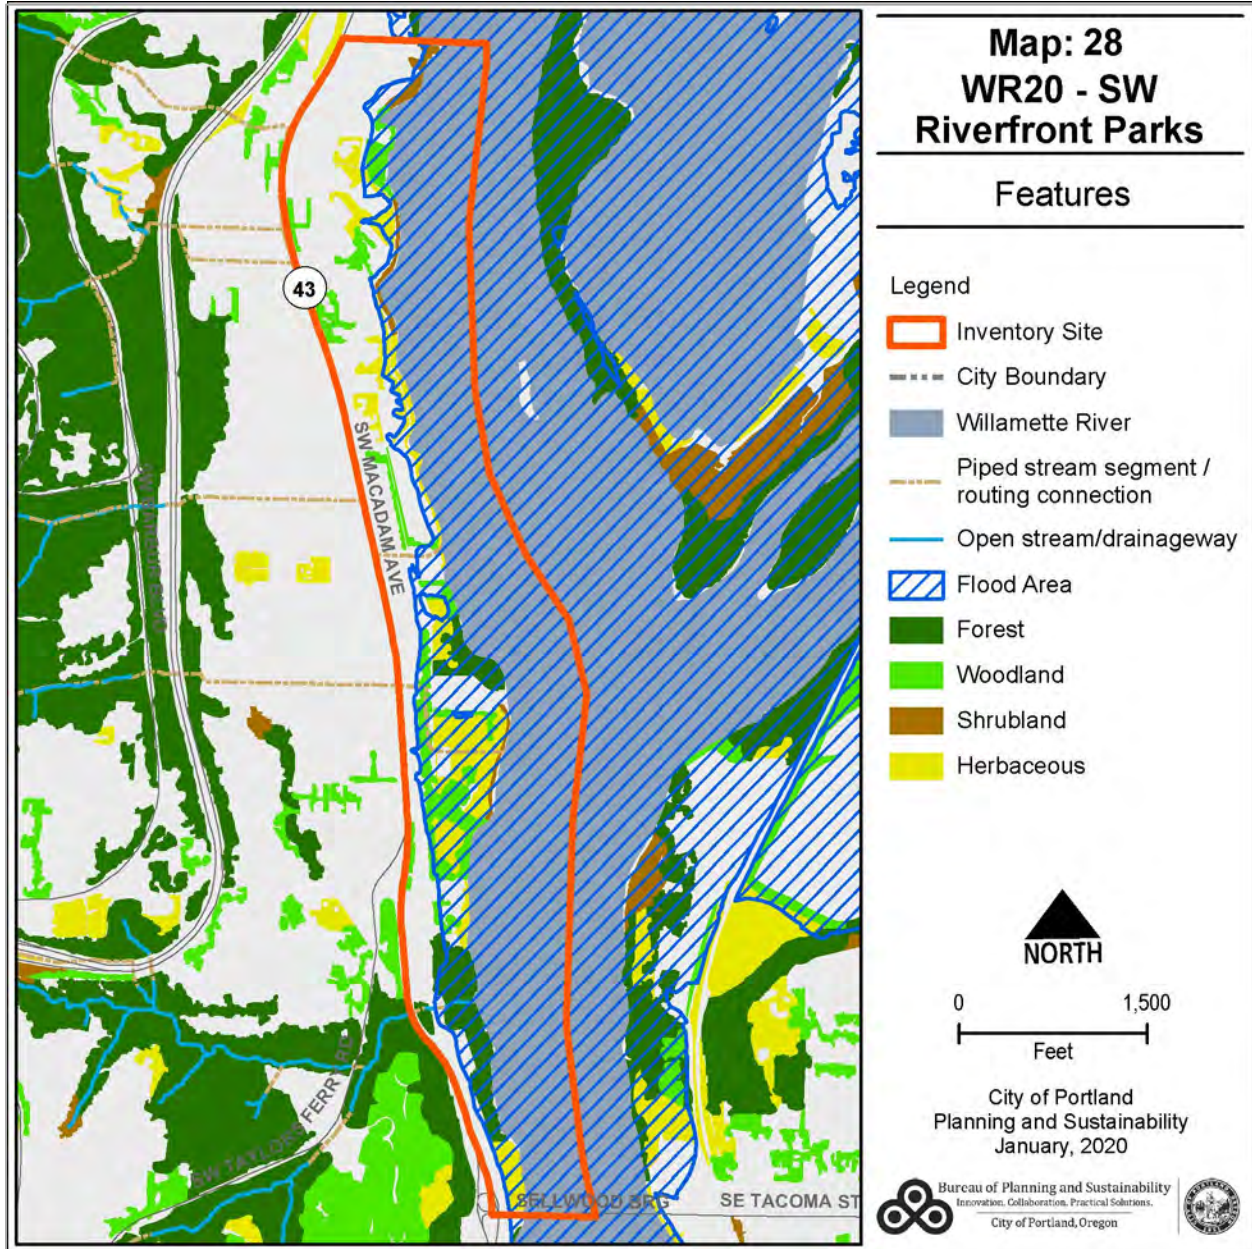 Map: 28
WR20 - SW
Riverfront Parks
Features
Legend
Inventory Site
City Boundary
Willamette River
Piped stream segment /
routing connection
Open stream/drainageway
Flood Area
Forest
Woodland
Shrubland
Herbaceous
NORTH
0 1,500
Feet
City of Portland
Planning and Sustainability
January, 2020
Bureau of Planning and Sustainability
Innovation. Collaboration. Practical Solutions.
City of Portland, Oregon
43
SW MACADAM AVE
SW TAYLORS FERRY RD
SELLWOOD BRG
SE TACOMA ST